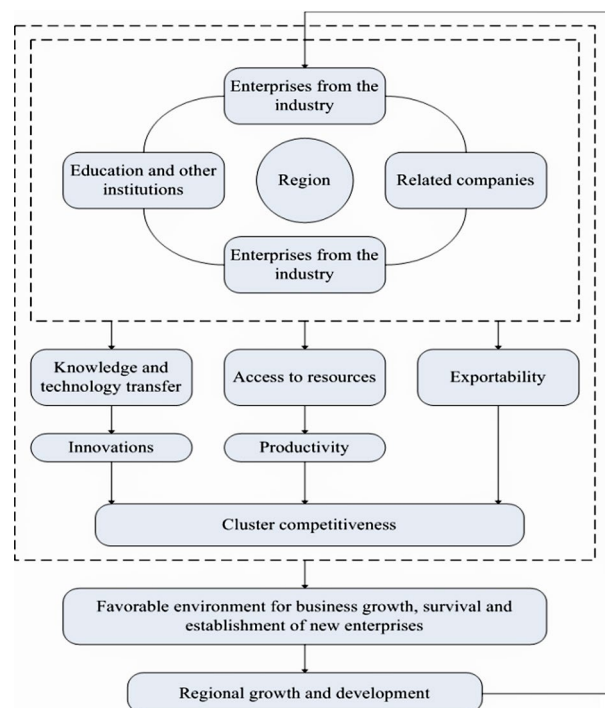 Enterprises from the
industry
Education and other
institutions
Region
Related companies
Enterprises from the
industry
Knowledge and
technology transfer
Access to resources
Exportability
Innovations
Productivity
Cluster competitiveness
Favorable environment for business growth, survival and
establishment of new enterprises
Regional growth and development